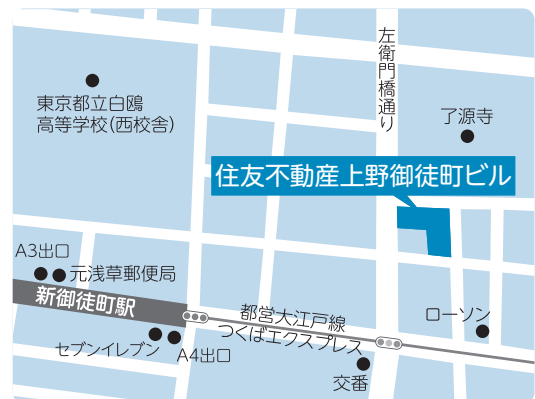 左衛門橋通り
東京都立白鴎
高等学校(西校舎)
了源寺
住友不動産上野御徒町ビル
A3出口
元浅草郵便局
新御徒町駅
都営大江戸線
つくばエクスプレス
ローソン
セブンイレブン
A4出口
交番